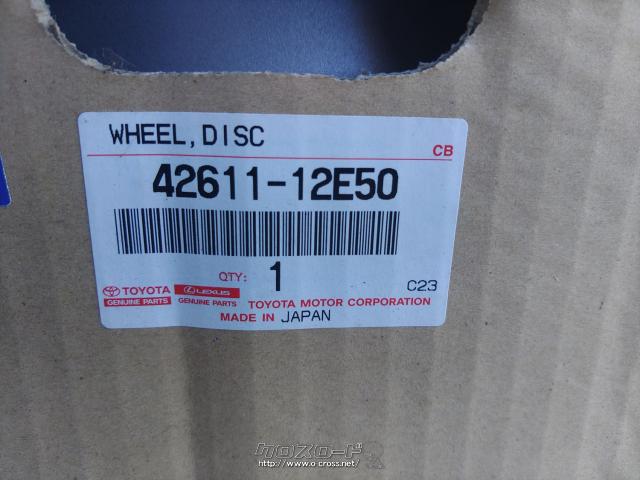 WHEEL, DISC
CB
42611-12E50
QTY: 1
C23
TOYOTA LEXUS
GENUINE PARTS GENUINE PARTS TOYOTA MOTOR CORPORATION
MADE IN JAPAN
クロスロード
http://www.o-cross.net/